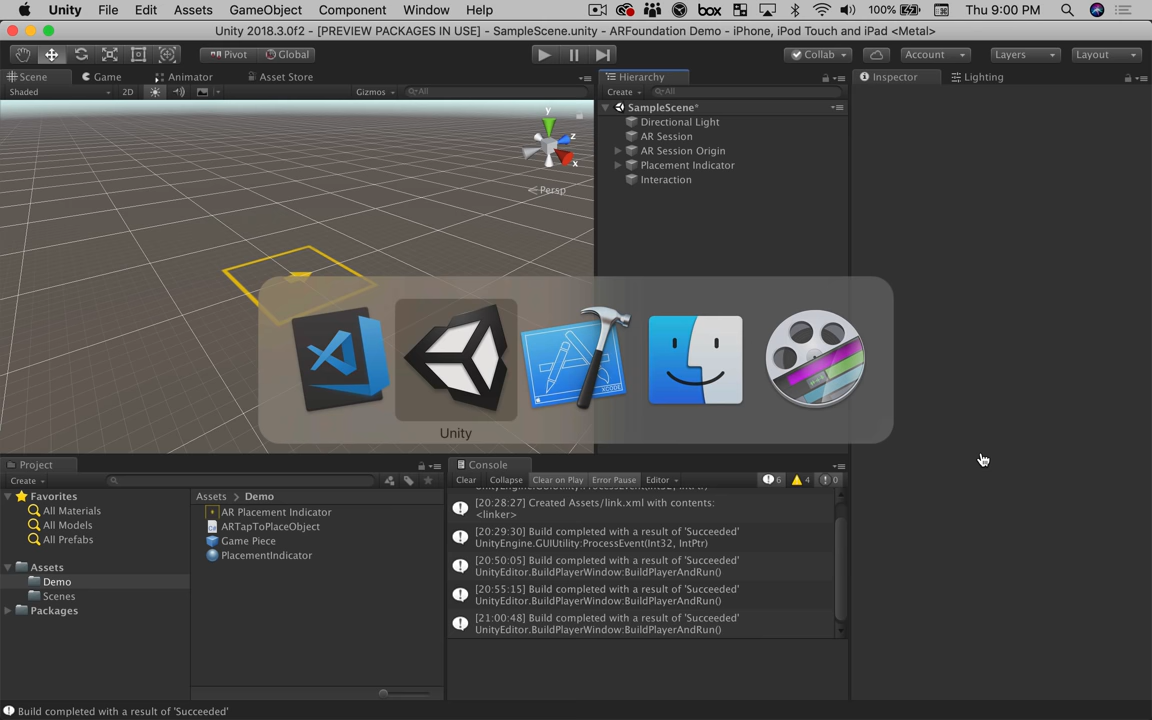 Unity File Edit Assets GameObject Component Window Help box 100% Thu 9:00 PM
Unity 2018.3.0f2 - [PREVIEW PACKAGES IN USE] - SampleScene.unity - ARFoundation Demo - iPhone, iPod Touch and iPad <Metal>
Pivot Global Collab Account Layers Layout
Scene Game Animator Asset Store Hierarchy Inspector Lighting
Shaded 2D Gizmos All Create All
SampleScene*
Directional Light
AR Session
AR Session Origin
Placement Indicator
Interaction
y
z
x
Persp
XCODE
Unity
Project Console
Create Clear Collapse Clear on Play Error Pause Editor 6 4 0
Favorites
All Materials
All Models
All Prefabs
Assets
Demo
Scenes
Packages
Assets > Demo
AR Placement Indicator
ARTapToPlaceObject
Game Piece
PlacementIndicator
UnityEngine.GUIUtility:ProcessEvent(Int32, IntPtr)
[20:28:27] Created Assets/link.xml with contents:
<linker>
[20:29:30] Build completed with a result of 'Succeeded'
UnityEngine.GUIUtility:ProcessEvent(Int32, IntPtr)
[20:50:05] Build completed with a result of 'Succeeded'
UnityEditor.BuildPlayerWindow:BuildPlayerAndRun()
[20:55:15] Build completed with a result of 'Succeeded'
UnityEditor.BuildPlayerWindow:BuildPlayerAndRun()
[21:00:48] Build completed with a result of 'Succeeded'
UnityEditor.BuildPlayerWindow:BuildPlayerAndRun()
Build completed with a result of 'Succeeded'